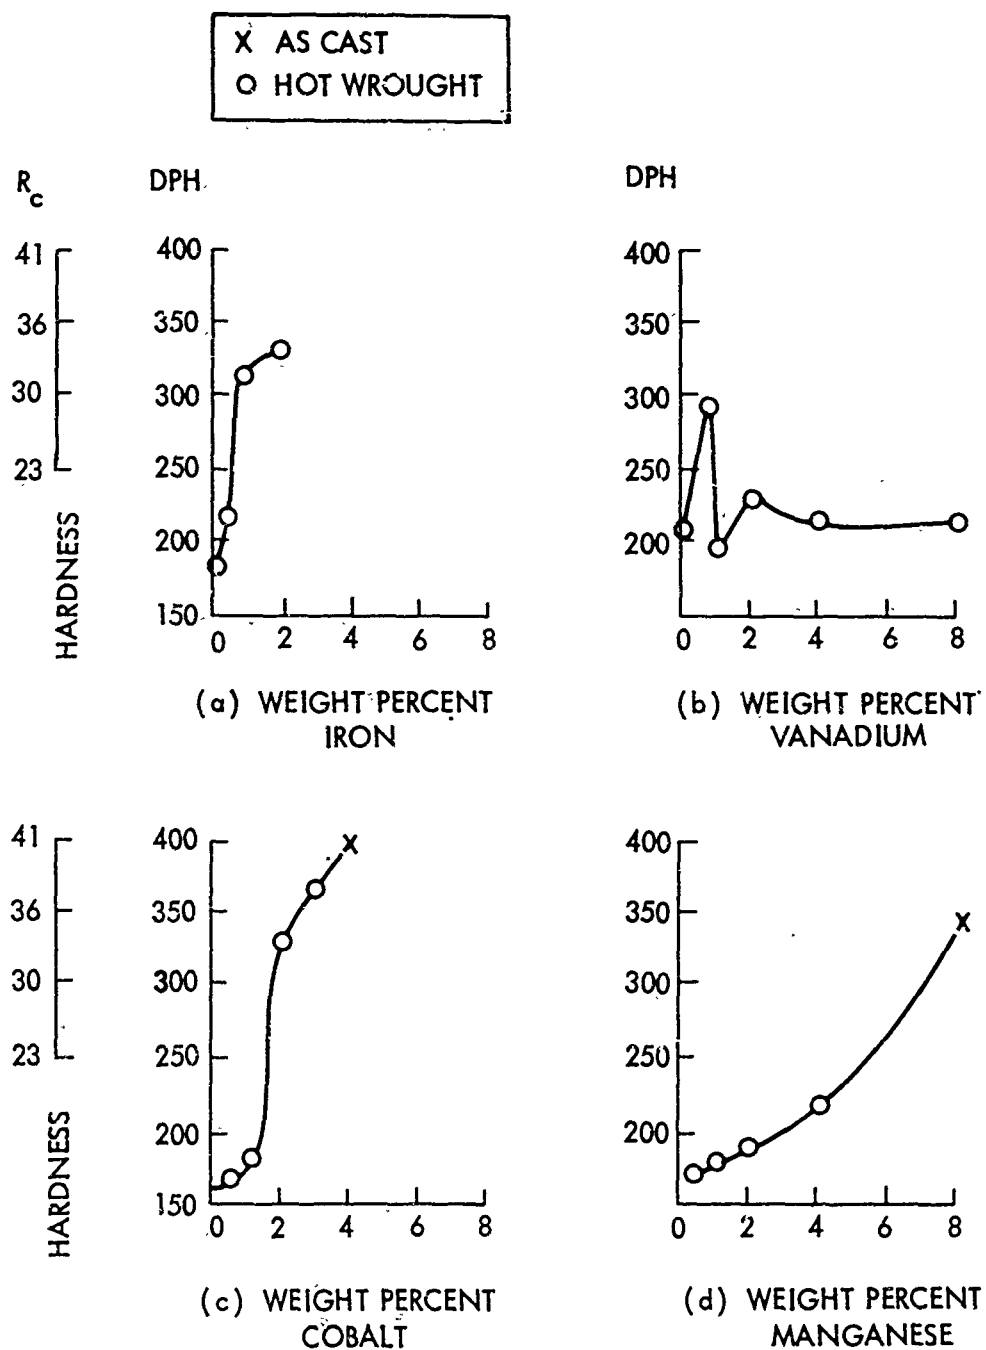 X AS CAST
O HOT WROUGHT
R_c
DPH
41
36
30
23
HARDNESS
400
350
300
250
200
150
0 2 4 6 8
(a) WEIGHT PERCENT
IRON
DPH
400
350
300
250
200
0 2 4 6 8
(b) WEIGHT PERCENT
VANADIUM
41
36
30
23
HARDNESS
400
350
300
250
200
150
0 2 4 6 8
(c) WEIGHT PERCENT
COBALT
400
350
300
250
200
0 2 4 6 8
(d) WEIGHT PERCENT
MANGANESE